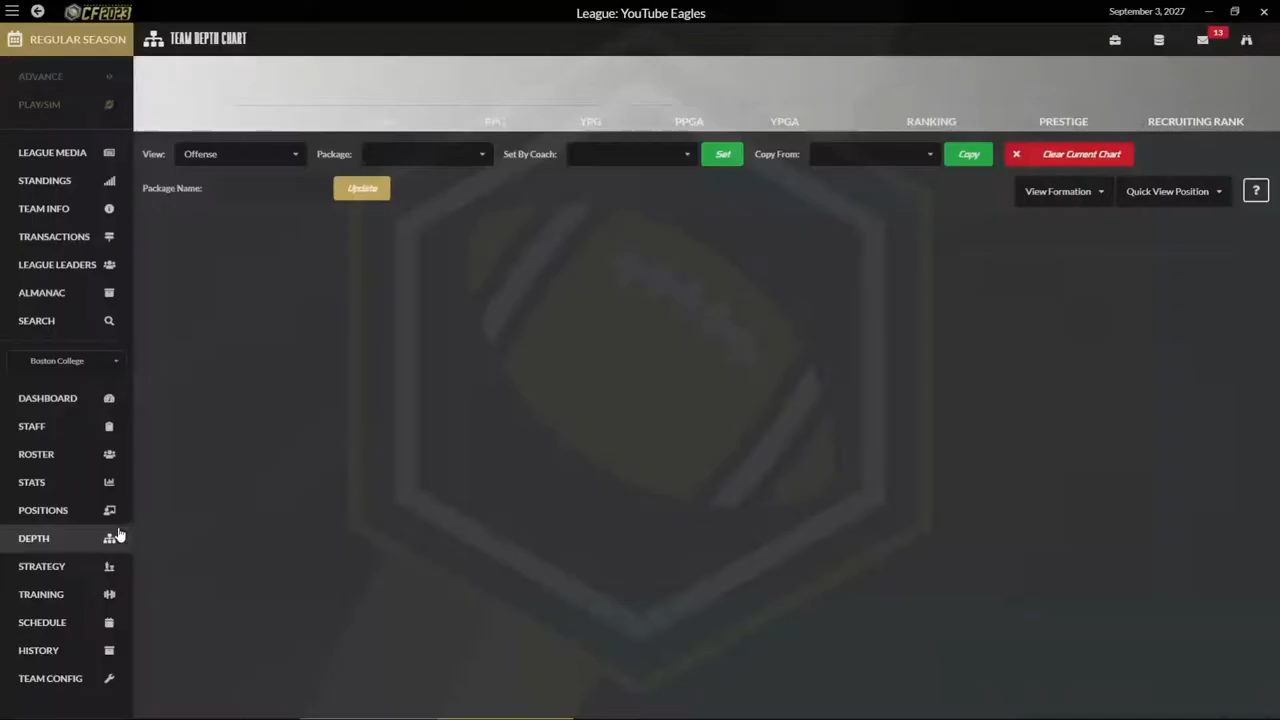 CF2023
League: YouTube Eagles
September 3, 2027
REGULAR SEASON
TEAM DEPTH CHART
13
ADVANCE
PLAY/SIM
PPG YPG PPGA YPGA RANKING PRESTIGE RECRUITING RANK
LEAGUE MEDIA
STANDINGS
TEAM INFO
TRANSACTIONS
LEAGUE LEADERS
ALMANAC
SEARCH
View: Offense Package: Set By Coach: Set Copy From: Copy Clear Current Chart
Package Name: Update View Formation Quick View Position ?
Boston College
DASHBOARD
STAFF
ROSTER
STATS
POSITIONS
DEPTH
STRATEGY
TRAINING
SCHEDULE
HISTORY
TEAM CONFIG